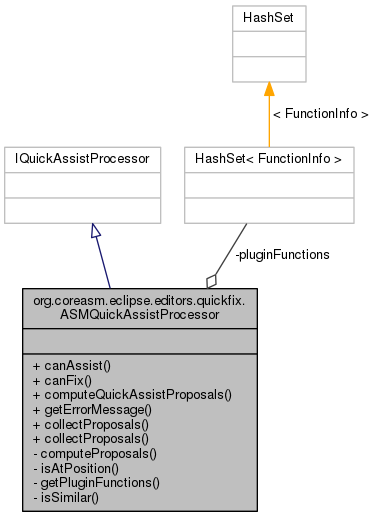 HashSet
< FunctionInfo >
IQuickAssistProcessor
HashSet< FunctionInfo >
-pluginFunctions
org.coreasm.eclipse.editors.quickfix.
ASMQuickAssistProcessor
+ canAssist()
+ canFix()
+ computeQuickAssistProposals()
+ getErrorMessage()
+ collectProposals()
+ collectProposals()
- computeProposals()
- isAtPosition()
- getPluginFunctions()
- isSimilar()